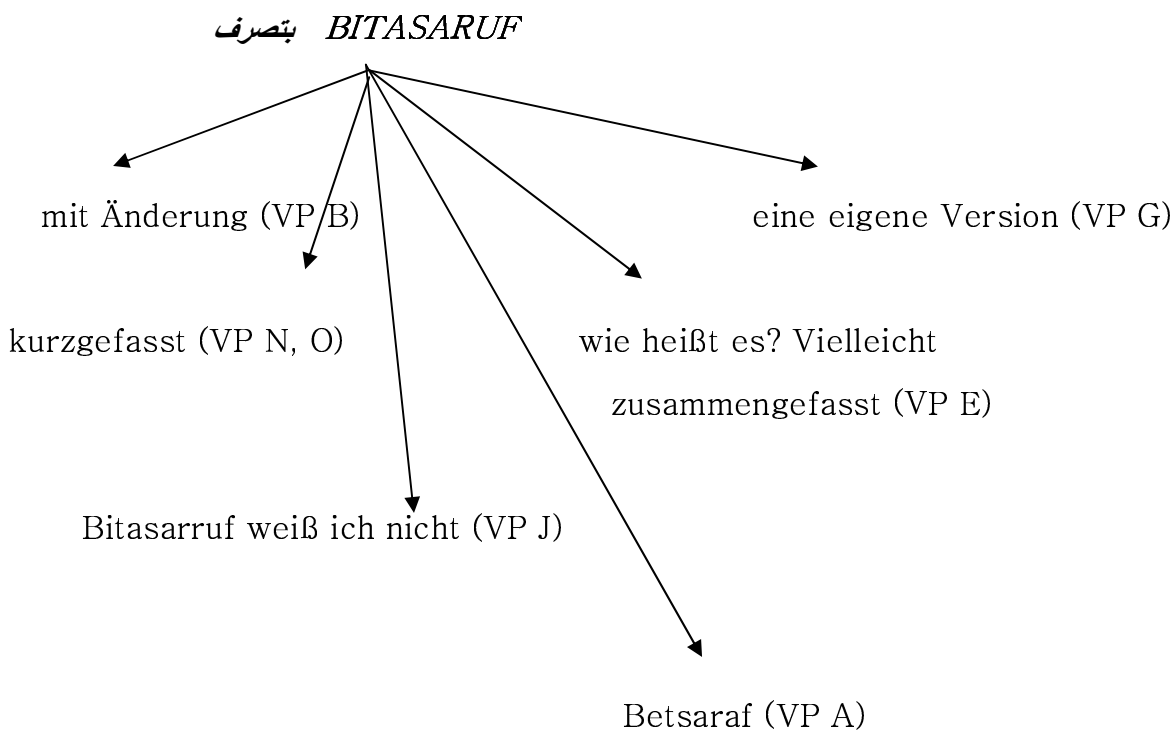 بتصرف BITASARUF
mit Änderung (VP B)
eine eigene Version (VP G)
kurzgefasst (VP N, O)
wie heißt es? Vielleicht
zusammengefasst (VP E)
Bitasarruf weiß ich nicht (VP J)
Betsaraf (VP A)